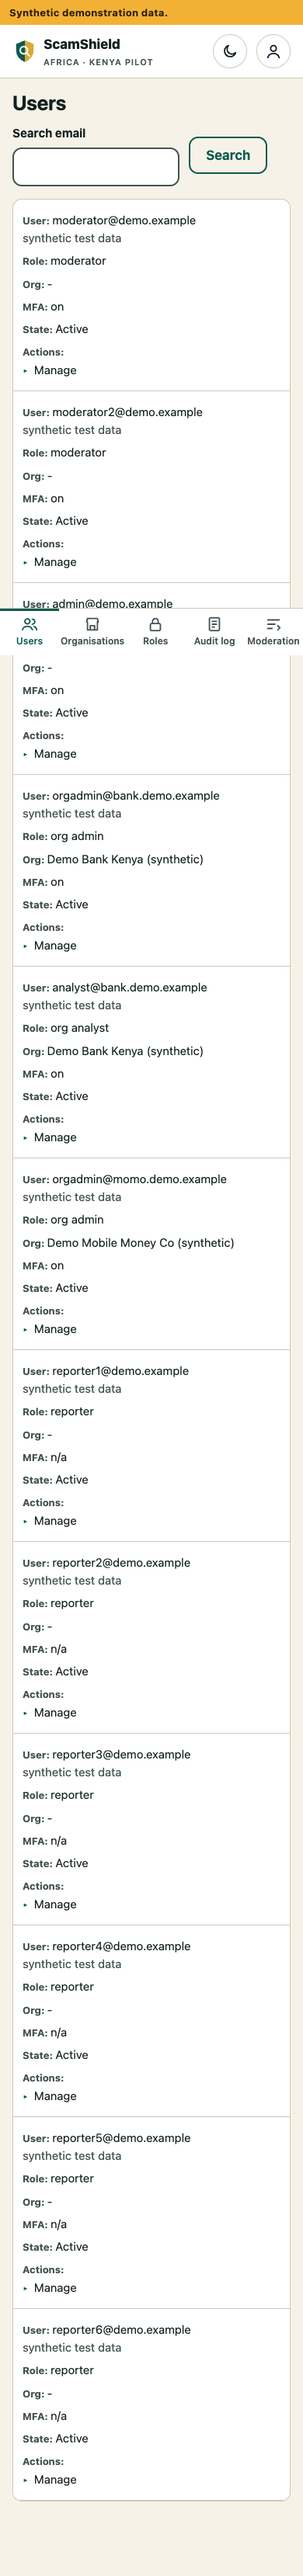 Synthetic demonstration data.
ScamShield
AFRICA · KENYA PILOT
Users
Search email
Search
User: moderator@demo.example
synthetic test data
Role: moderator
Org: -
MFA: on
State: Active
Actions:
Manage
User: moderator2@demo.example
synthetic test data
Role: moderator
Org: -
MFA: on
State: Active
Actions:
Manage
User: admin@demo.example
Users
Organisations
Roles
Audit log
Moderation
Org: -
MFA: on
State: Active
Actions:
Manage
User: orgadmin@bank.demo.example
synthetic test data
Role: org admin
Org: Demo Bank Kenya (synthetic)
MFA: on
State: Active
Actions:
Manage
User: analyst@bank.demo.example
synthetic test data
Role: org analyst
Org: Demo Bank Kenya (synthetic)
MFA: on
State: Active
Actions:
Manage
User: orgadmin@momo.demo.example
synthetic test data
Role: org admin
Org: Demo Mobile Money Co (synthetic)
MFA: on
State: Active
Actions:
Manage
User: reporter1@demo.example
synthetic test data
Role: reporter
Org: -
MFA: n/a
State: Active
Actions:
Manage
User: reporter2@demo.example
synthetic test data
Role: reporter
Org: -
MFA: n/a
State: Active
Actions:
Manage
User: reporter3@demo.example
synthetic test data
Role: reporter
Org: -
MFA: n/a
State: Active
Actions:
Manage
User: reporter4@demo.example
synthetic test data
Role: reporter
Org: -
MFA: n/a
State: Active
Actions:
Manage
User: reporter5@demo.example
synthetic test data
Role: reporter
Org: -
MFA: n/a
State: Active
Actions:
Manage
User: reporter6@demo.example
synthetic test data
Role: reporter
Org: -
MFA: n/a
State: Active
Actions:
Manage